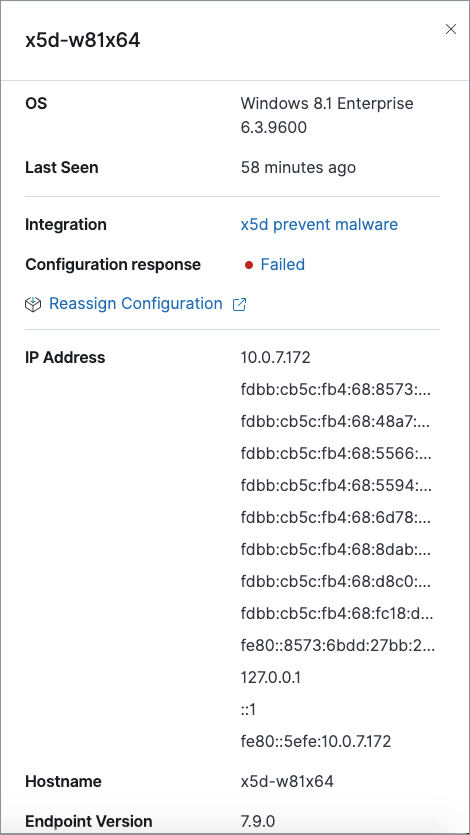 x5d-w81x64
OS Windows 8.1 Enterprise
6.3.9600
Last Seen 58 minutes ago
Integration x5d prevent malware
Configuration response Failed
Reassign Configuration
IP Address 10.0.7.172
fdbb:cb5c:fb4:68:8573:...
fdbb:cb5c:fb4:68:48a7:...
fdbb:cb5c:fb4:68:5566:...
fdbb:cb5c:fb4:68:5594:...
fdbb:cb5c:fb4:68:6d78:...
fdbb:cb5c:fb4:68:8dab:...
fdbb:cb5c:fb4:68:d8c0:...
fdbb:cb5c:fb4:68:fc18:d...
fe80::8573:6bdd:27bb:2...
127.0.0.1
::1
fe80::5efe:10.0.7.172
Hostname x5d-w81x64
Endpoint Version 7.9.0